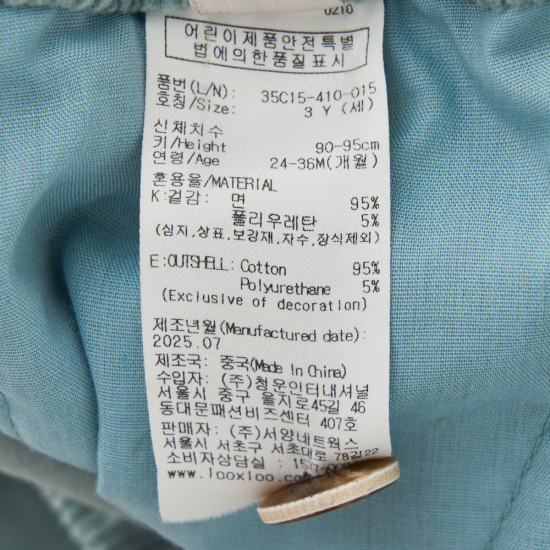 0210
어린이제품안전특별
법에의한품질표시
품번(L/N): 35C15-410-015
호칭/Size: 3 Y (세)
신체치수
키/Height 90-95cm
연령/Age 24-36M(개월)
혼용율/MATERIAL
K:겉감: 면 95%
폴리우레탄 5%
(심지,상표,보강재,자수,장식제외)
E:OUTSHELL: Cotton 95%
Polyurethane 5%
(Exclusive of decoration)
제조년월(Manufactured date):
2025.07
제조국: 중국(Made In China)
수입자: (주)청운인터내셔널
서울시 중구 을지로45길 46
동대문패션비즈센터 407호
판매자: (주)서양네트웍스
서울시 서초구 서초대로 78길22
소비자상담실 :
www.looxloo